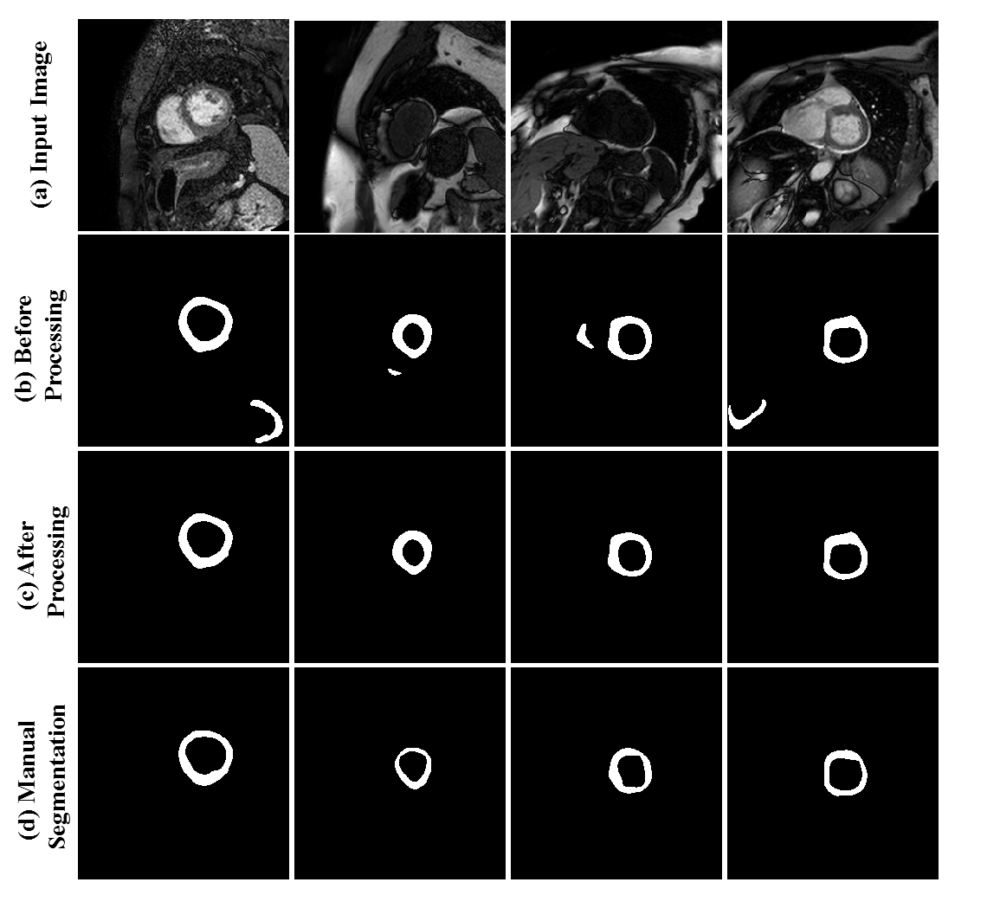 (a) Input Image
(b) Before
Processing
(c) After
Processing
(d) Manual
Segmentation